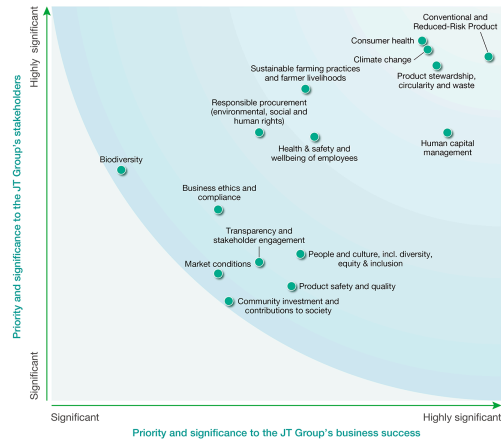 Conventional and
Reduced-Risk Product
Consumer health
Climate change
Product stewardship,
circularity and waste
Sustainable farming practices
and farmer livelihoods
Responsible procurement
(environmental, social and
human rights)
Health & safety and
wellbeing of employees
Human capital
management
Biodiversity
Business ethics and
compliance
Transparency and
stakeholder engagement
People and culture, incl. diversity,
equity & inclusion
Market conditions
Product safety and quality
Community investment and
contributions to society
Highly significant
Priority and significance to the JT Group's stakeholders
Significant
Significant
Highly significant
Priority and significance to the JT Group's business success